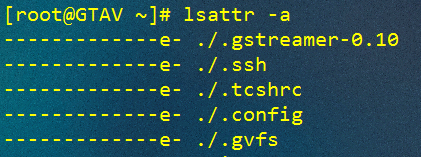 [root@GTAV ~]# lsattr -a
-------------e- ./.gstreamer-0.10
-------------e- ./.ssh
-------------e- ./.tcshrc
-------------e- ./.config
-------------e- ./.gvfs